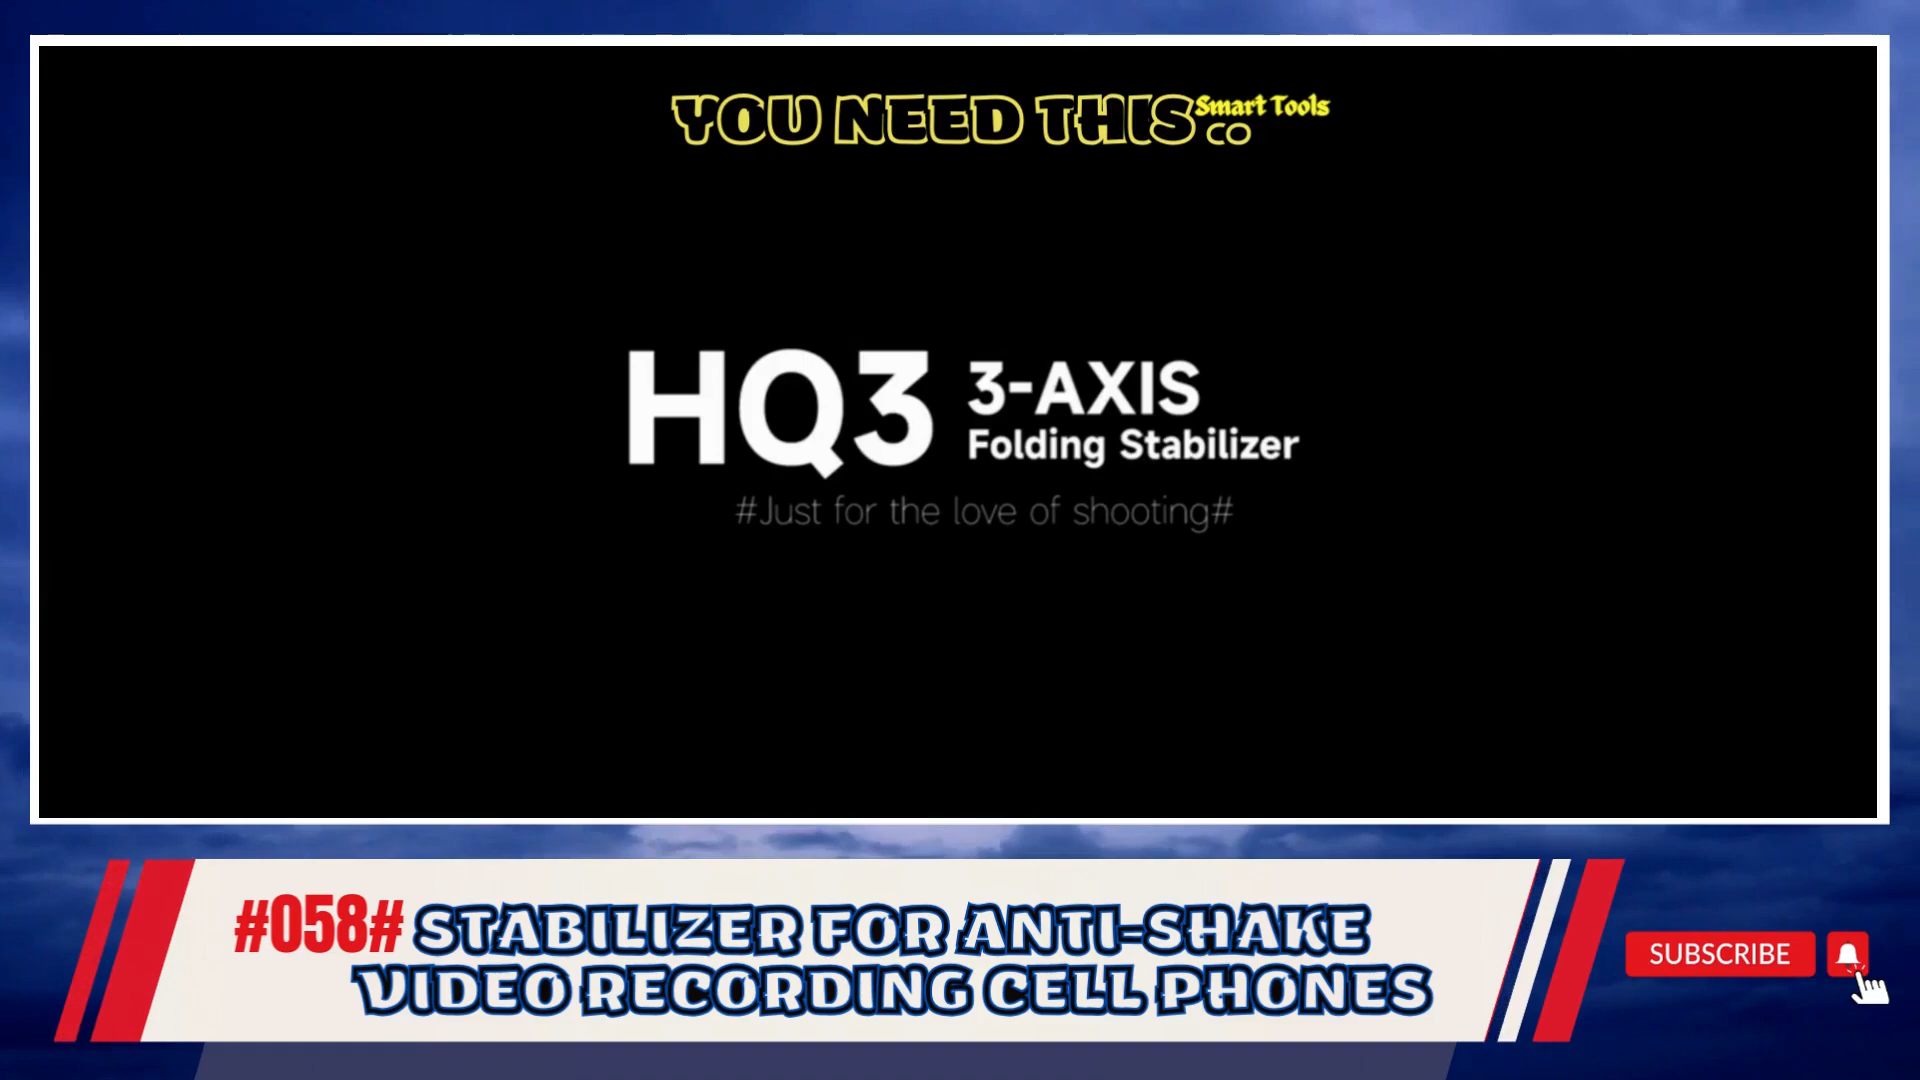 YOU NEED THIS Smart Tools
CO
HQ3 3-AXIS
Folding Stabilizer
#Just for the love of shooting#
#058# STABILIZER FOR ANTI-SHAKE
VIDEO RECORDING CELL PHONES
SUBSCRIBE